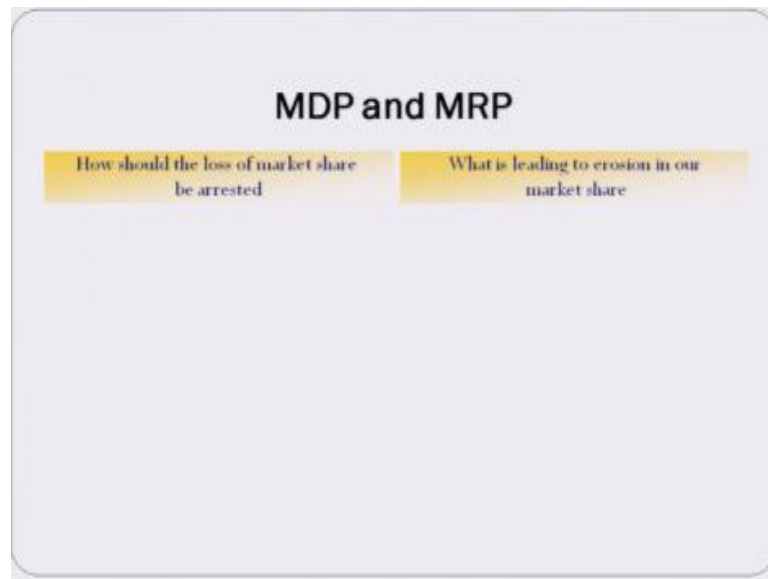 MDP and MRP
How should the loss of market share
be arrested
What is leading to erosion in our
market share